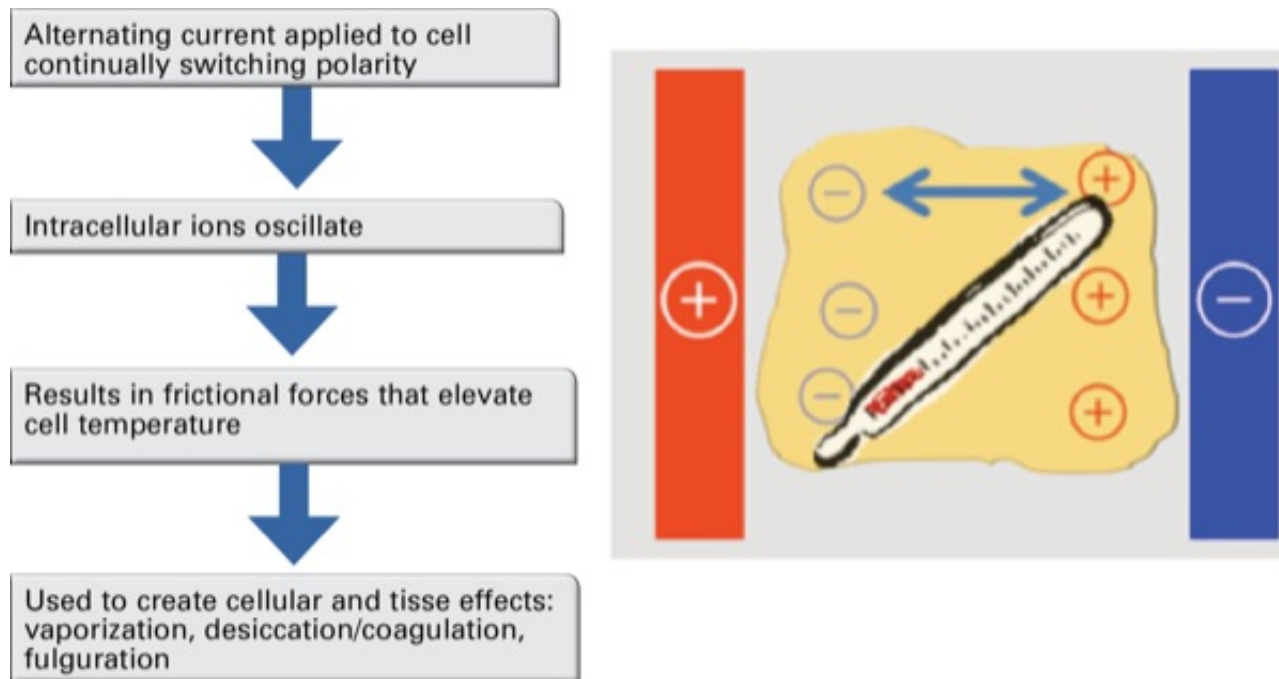 Alternating current applied to cell
continually switching polarity
Intracellular ions oscillate
Results in frictional forces that elevate
cell temperature
Used to create cellular and tisse effects:
vaporization, desiccation/coagulation,
fulguration